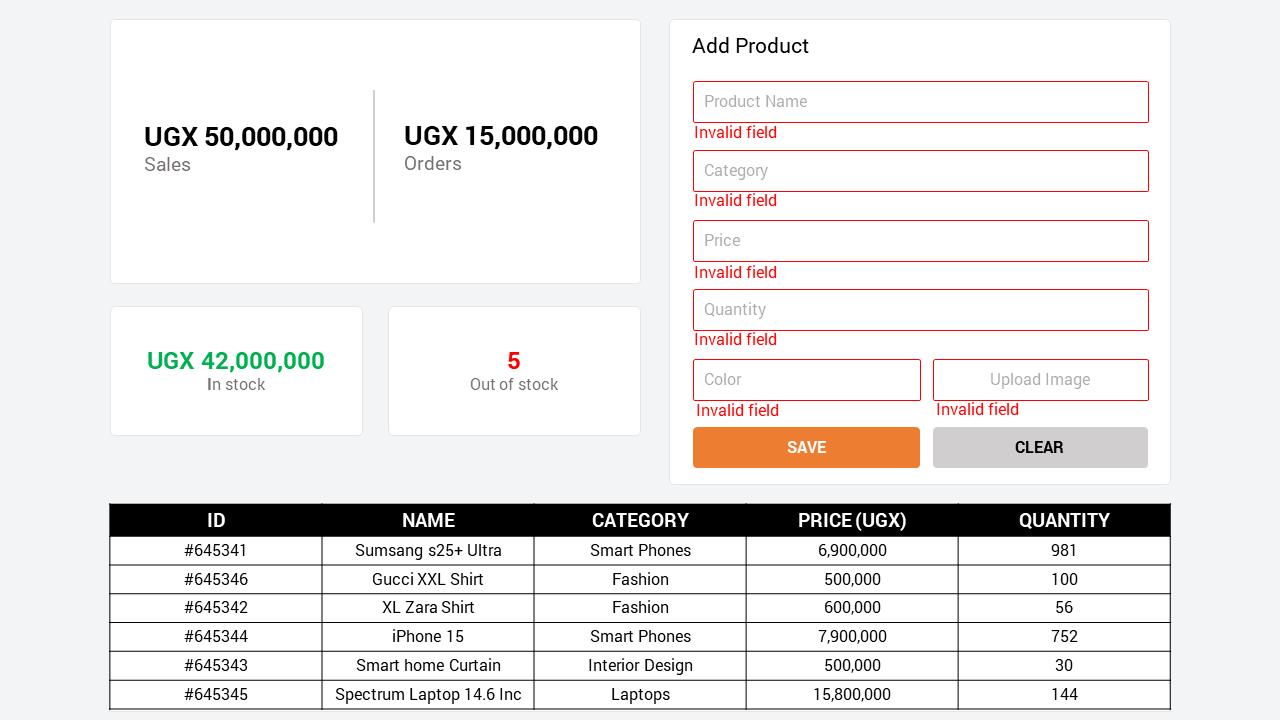 UGX 50,000,000
Sales
UGX 15,000,000
Orders
UGX 42,000,000
In stock
5
Out of stock
Add Product
Product Name
Invalid field
Category
Invalid field
Price
Invalid field
Quantity
Invalid field
Color
Upload Image
Invalid field
Invalid field
SAVE
CLEAR
ID NAME CATEGORY PRICE (UGX) QUANTITY
#645341 Sumsang s25+ Ultra Smart Phones 6,900,000 981
#645346 Gucci XXL Shirt Fashion 500,000 100
#645342 XL Zara Shirt Fashion 600,000 56
#645344 iPhone 15 Smart Phones 7,900,000 752
#645343 Smart home Curtain Interior Design 500,000 30
#645345 Spectrum Laptop 14.6 Inc Laptops 15,800,000 144